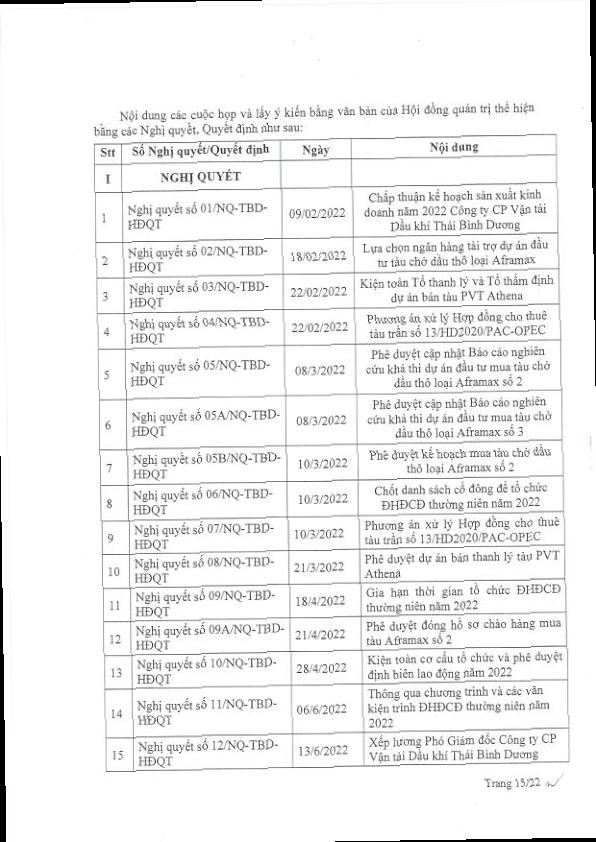 Nội dung các cuộc họp và lấy ý kiến bằng văn bản của Hội đồng quản trị thể hiện
bằng các Nghị quyết, Quyết định như sau:
Stt Số Nghị quyết/Quyết định Ngày Nội dung
I NGHỊ QUYẾT
1 Nghị quyết số 01/NQ-TBD-HĐQT 09/02/2022 Chấp thuận kế hoạch sản xuất kinh
doanh năm 2022 Công ty CP Vận tải
Dầu khí Thái Bình Dương
2 Nghị quyết số 02/NQ-TBD-HĐQT 18/02/2022 Lựa chọn ngân hàng tài trợ dự án đầu
tư tàu chở dầu thô loại Aframax
3 Nghị quyết số 03/NQ-TBD-HĐQT 22/02/2022 Kiện toàn Tổ thanh lý và Tổ thẩm định
dự án bán tàu PVT Athena
4 Nghị quyết số 04/NQ-TBD-HĐQT 22/02/2022 Phương án xử lý Hợp đồng cho thuê
tàu trần số 13/HD2020/PAC-OPEC
5 Nghị quyết số 05/NQ-TBD-HĐQT 08/3/2022 Phê duyệt cập nhật Báo cáo nghiên
cứu khả thi dự án đầu tư mua tàu chở
dầu thô loại Aframax số 2
6 Nghị quyết số 05A/NQ-TBD-HĐQT 08/3/2022 Phê duyệt cập nhật Báo cáo nghiên
cứu khả thi dự án đầu tư mua tàu chở
dầu thô loại Aframax số 3
7 Nghị quyết số 05B/NQ-TBD-HĐQT 10/3/2022 Phê duyệt kế hoạch mua tàu chở dầu
thô loại Aframax số 2
8 Nghị quyết số 06/NQ-TBD-HĐQT 10/3/2022 Chốt danh sách cổ đông để tổ chức
ĐHĐCĐ thường niên năm 2022
9 Nghị quyết số 07/NQ-TBD-HĐQT 10/3/2022 Phương án xử lý Hợp đồng cho thuê
tàu trần số 13/HD2020/PAC-OPEC
10 Nghị quyết số 08/NQ-TBD-HĐQT 21/3/2022 Phê duyệt dự án bán thanh lý tàu PVT
Athena
11 Nghị quyết số 09/NQ-TBD-HĐQT 18/4/2022 Gia hạn thời gian tổ chức ĐHĐCĐ
thường niên năm 2022
12 Nghị quyết số 09A/NQ-TBD-HĐQT 21/4/2022 Phê duyệt đóng hồ sơ chào hàng mua
tàu Aframax số 2
13 Nghị quyết số 10/NQ-TBD-HĐQT 28/4/2022 Kiện toàn cơ cấu tổ chức và phê duyệt
định biên lao động năm 2022
14 Nghị quyết số 11/NQ-TBD-HĐQT 06/6/2022 Thông qua chương trình và các văn
kiện trình ĐHĐCĐ thường niên năm
2022
15 Nghị quyết số 12/NQ-TBD-HĐQT 13/6/2022 Xếp lương Phó Giám đốc Công ty CP
Vận tải Dầu khí Thái Bình Dương
Trang 15/22